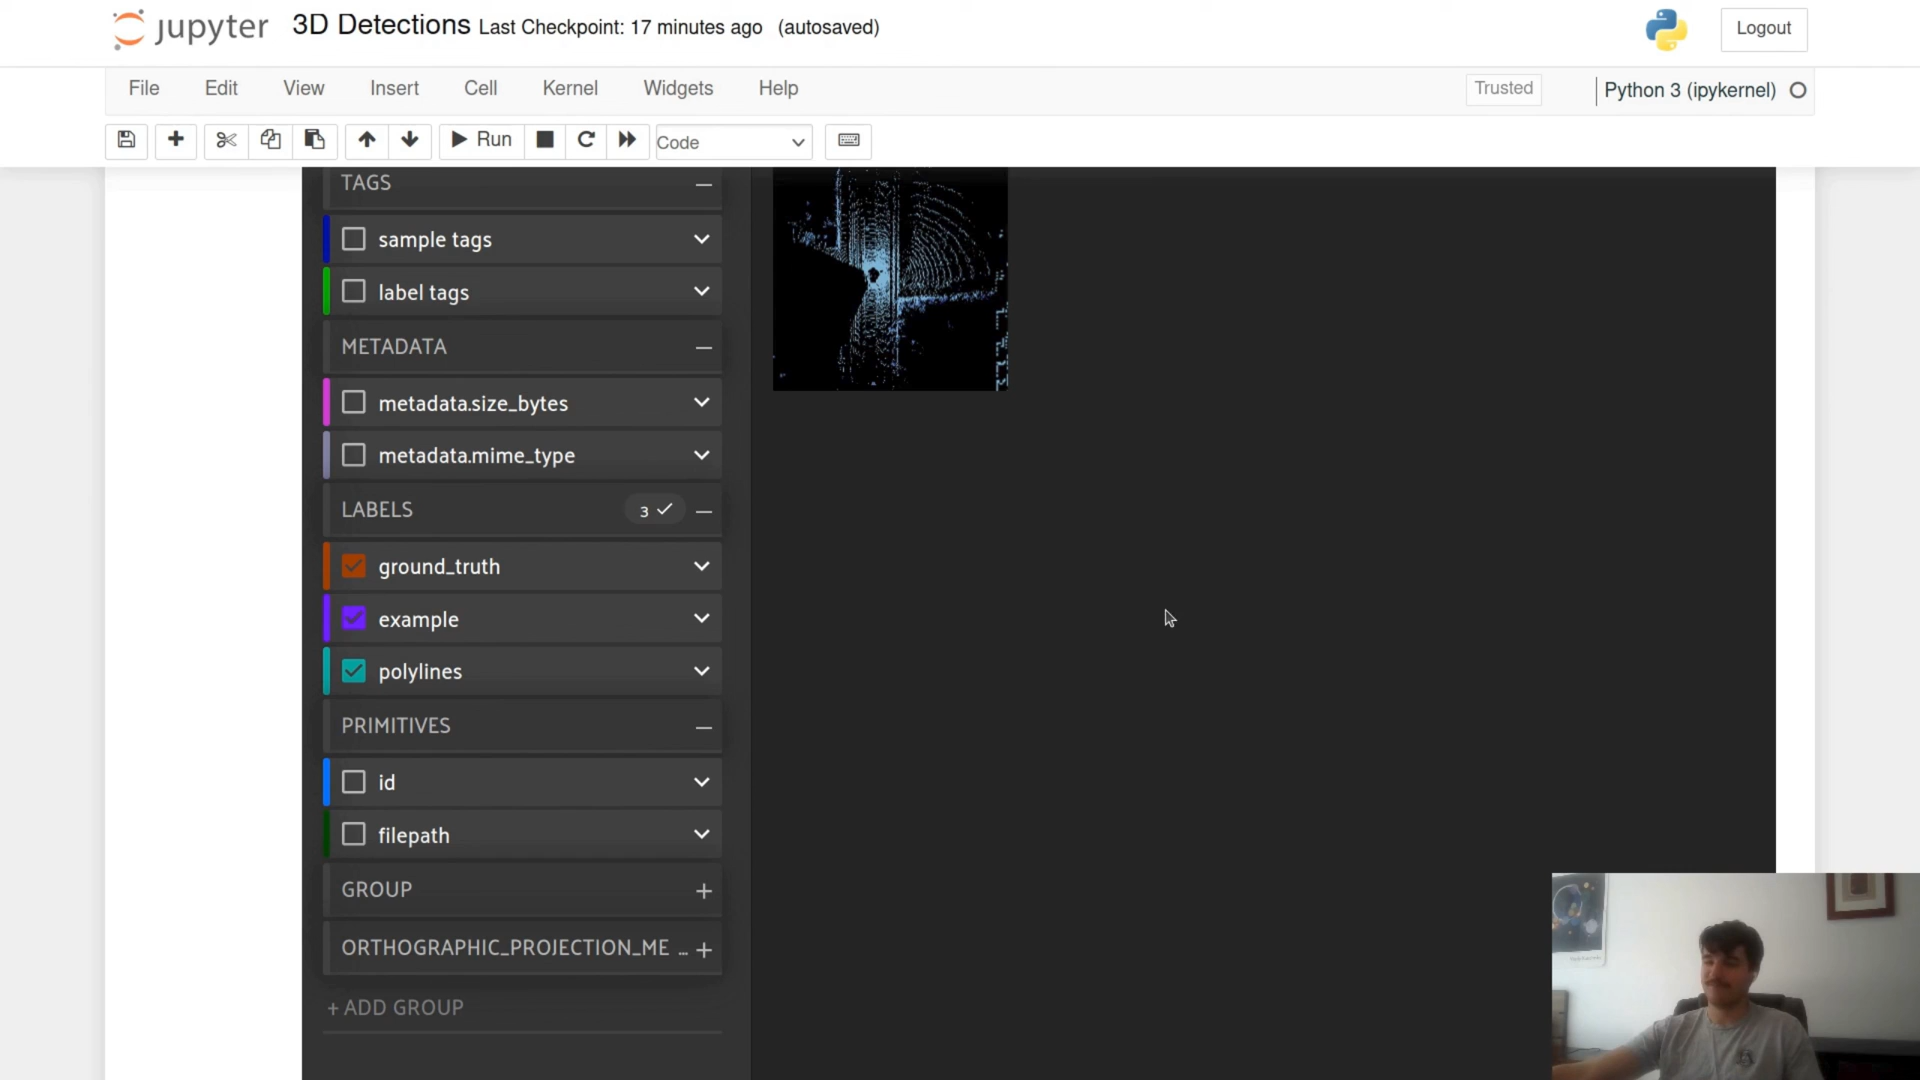 jupyter 3D Detections Last Checkpoint: 17 minutes ago (autosaved) Logout
File Edit View Insert Cell Kernel Widgets Help Trusted Python 3 (ipykernel)
Run Code
TAGS
sample tags
label tags
METADATA
metadata.size_bytes
metadata.mime_type
LABELS 3
ground_truth
example
polylines
PRIMITIVES
id
filepath
GROUP
ORTHOGRAPHIC_PROJECTION_ME ...
+ ADD GROUP